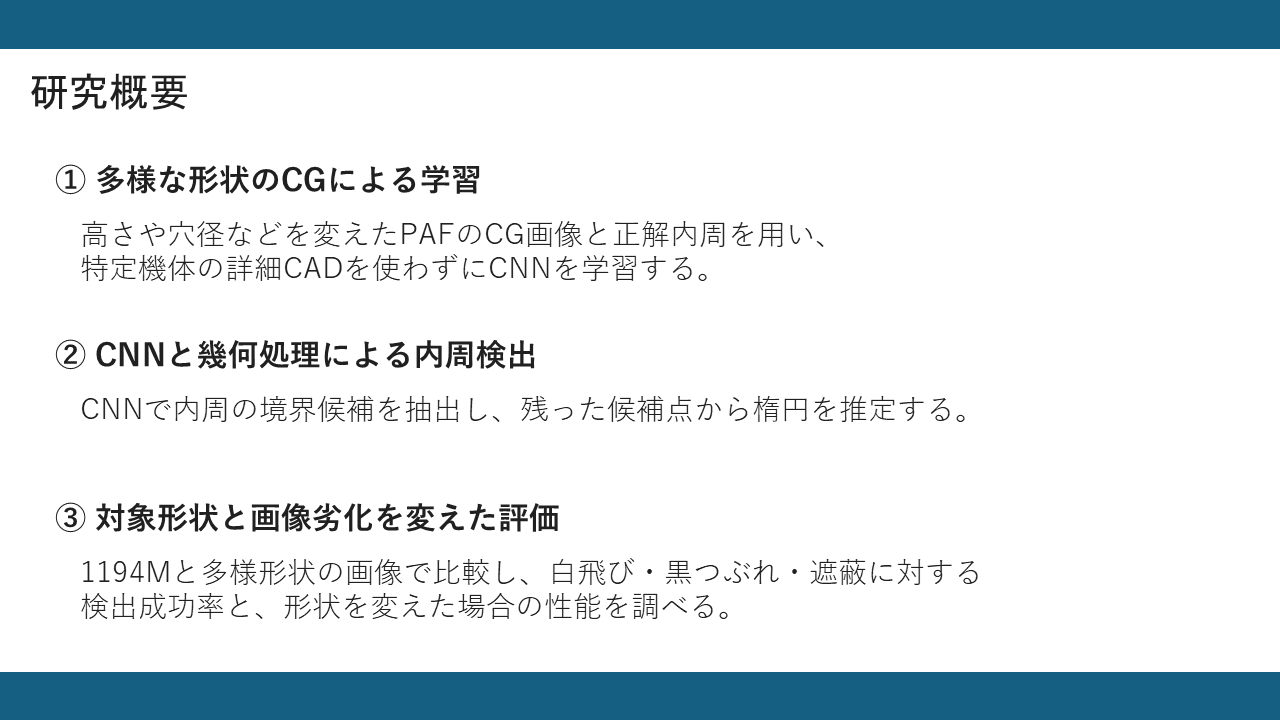 研究概要
① 多様な形状のCGによる学習
高さや穴径などを変えたPAFのCG画像と正解内周を用い、
特定機体の詳細CADを使わずにCNNを学習する。
② CNNと幾何処理による内周検出
CNNで内周の境界候補を抽出し、残った候補点から楕円を推定する。
③ 対象形状と画像劣化を変えた評価
1194Mと多様形状の画像で比較し、白飛び・黒つぶれ・遮蔽に対する
検出成功率と、形状を変えた場合の性能を調べる。